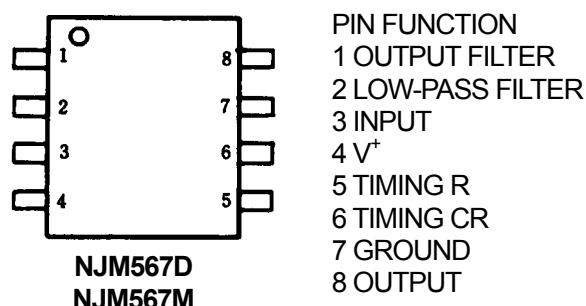 1
2
3
4
8
7
6
5
NJM567D
NJM567M
PIN FUNCTION
1 OUTPUT FILTER
2 LOW-PASS FILTER
3 INPUT
4 V⁺
5 TIMING R
6 TIMING CR
7 GROUND
8 OUTPUT